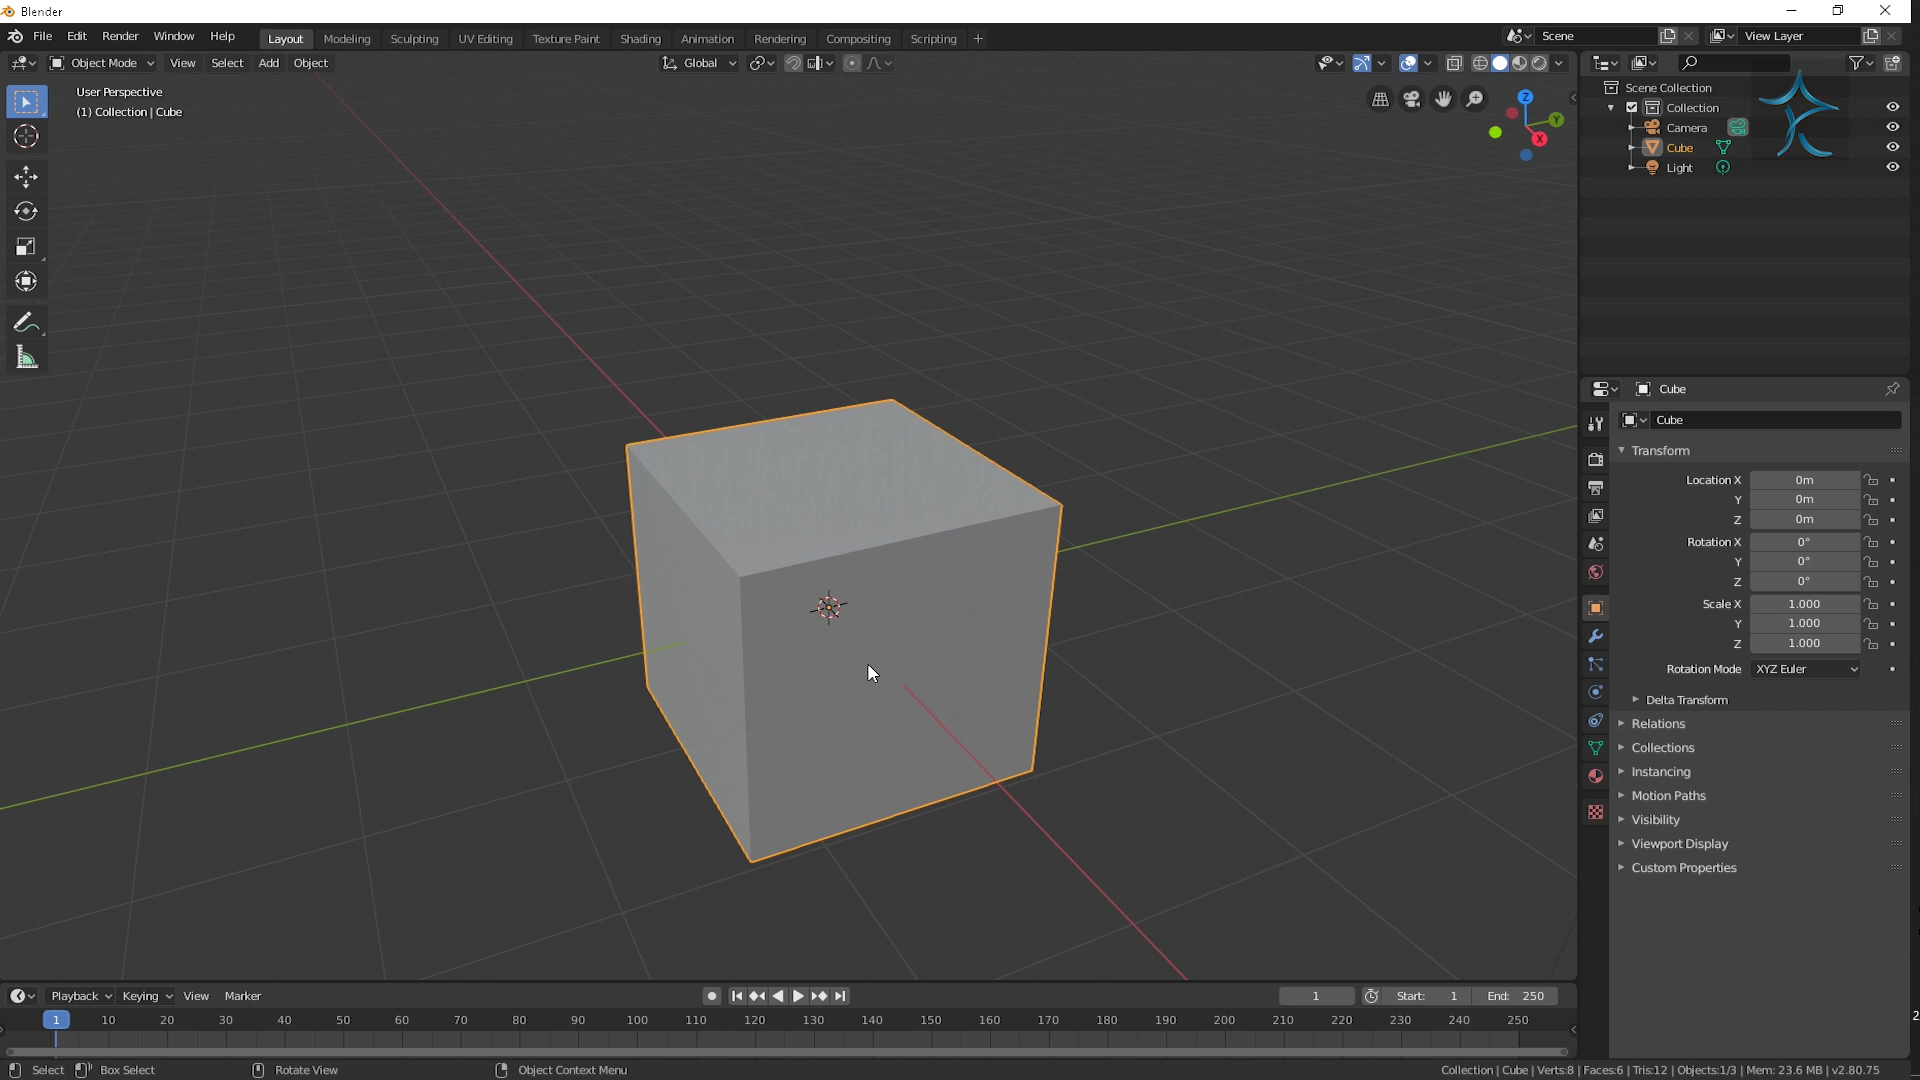 Blender
File Edit Render Window Help Layout Modeling Sculpting UV Editing Texture Paint Shading Animation Rendering Compositing Scripting + Scene View Layer
Object Mode View Select Add Object Global
User Perspective
(1) Collection | Cube
Z
Y
X
Scene Collection
Collection
Camera
Cube
Light
Cube
Cube
Transform
Location X 0m
Y 0m
Z 0m
Rotation X 0°
Y 0°
Z 0°
Scale X 1.000
Y 1.000
Z 1.000
Rotation Mode XYZ Euler
Delta Transform
Relations
Collections
Instancing
Motion Paths
Visibility
Viewport Display
Custom Properties
Playback Keying View Marker 1 Start: 1 End: 250
1 10 20 30 40 50 60 70 80 90 100 110 120 130 140 150 160 170 180 190 200 210 220 230 240 250
2
Select Box Select Rotate View Object Context Menu Collection | Cube | Verts:8 | Faces:6 | Tris:12 | Objects:1/3 | Mem: 23.6 MB | v2.80.75